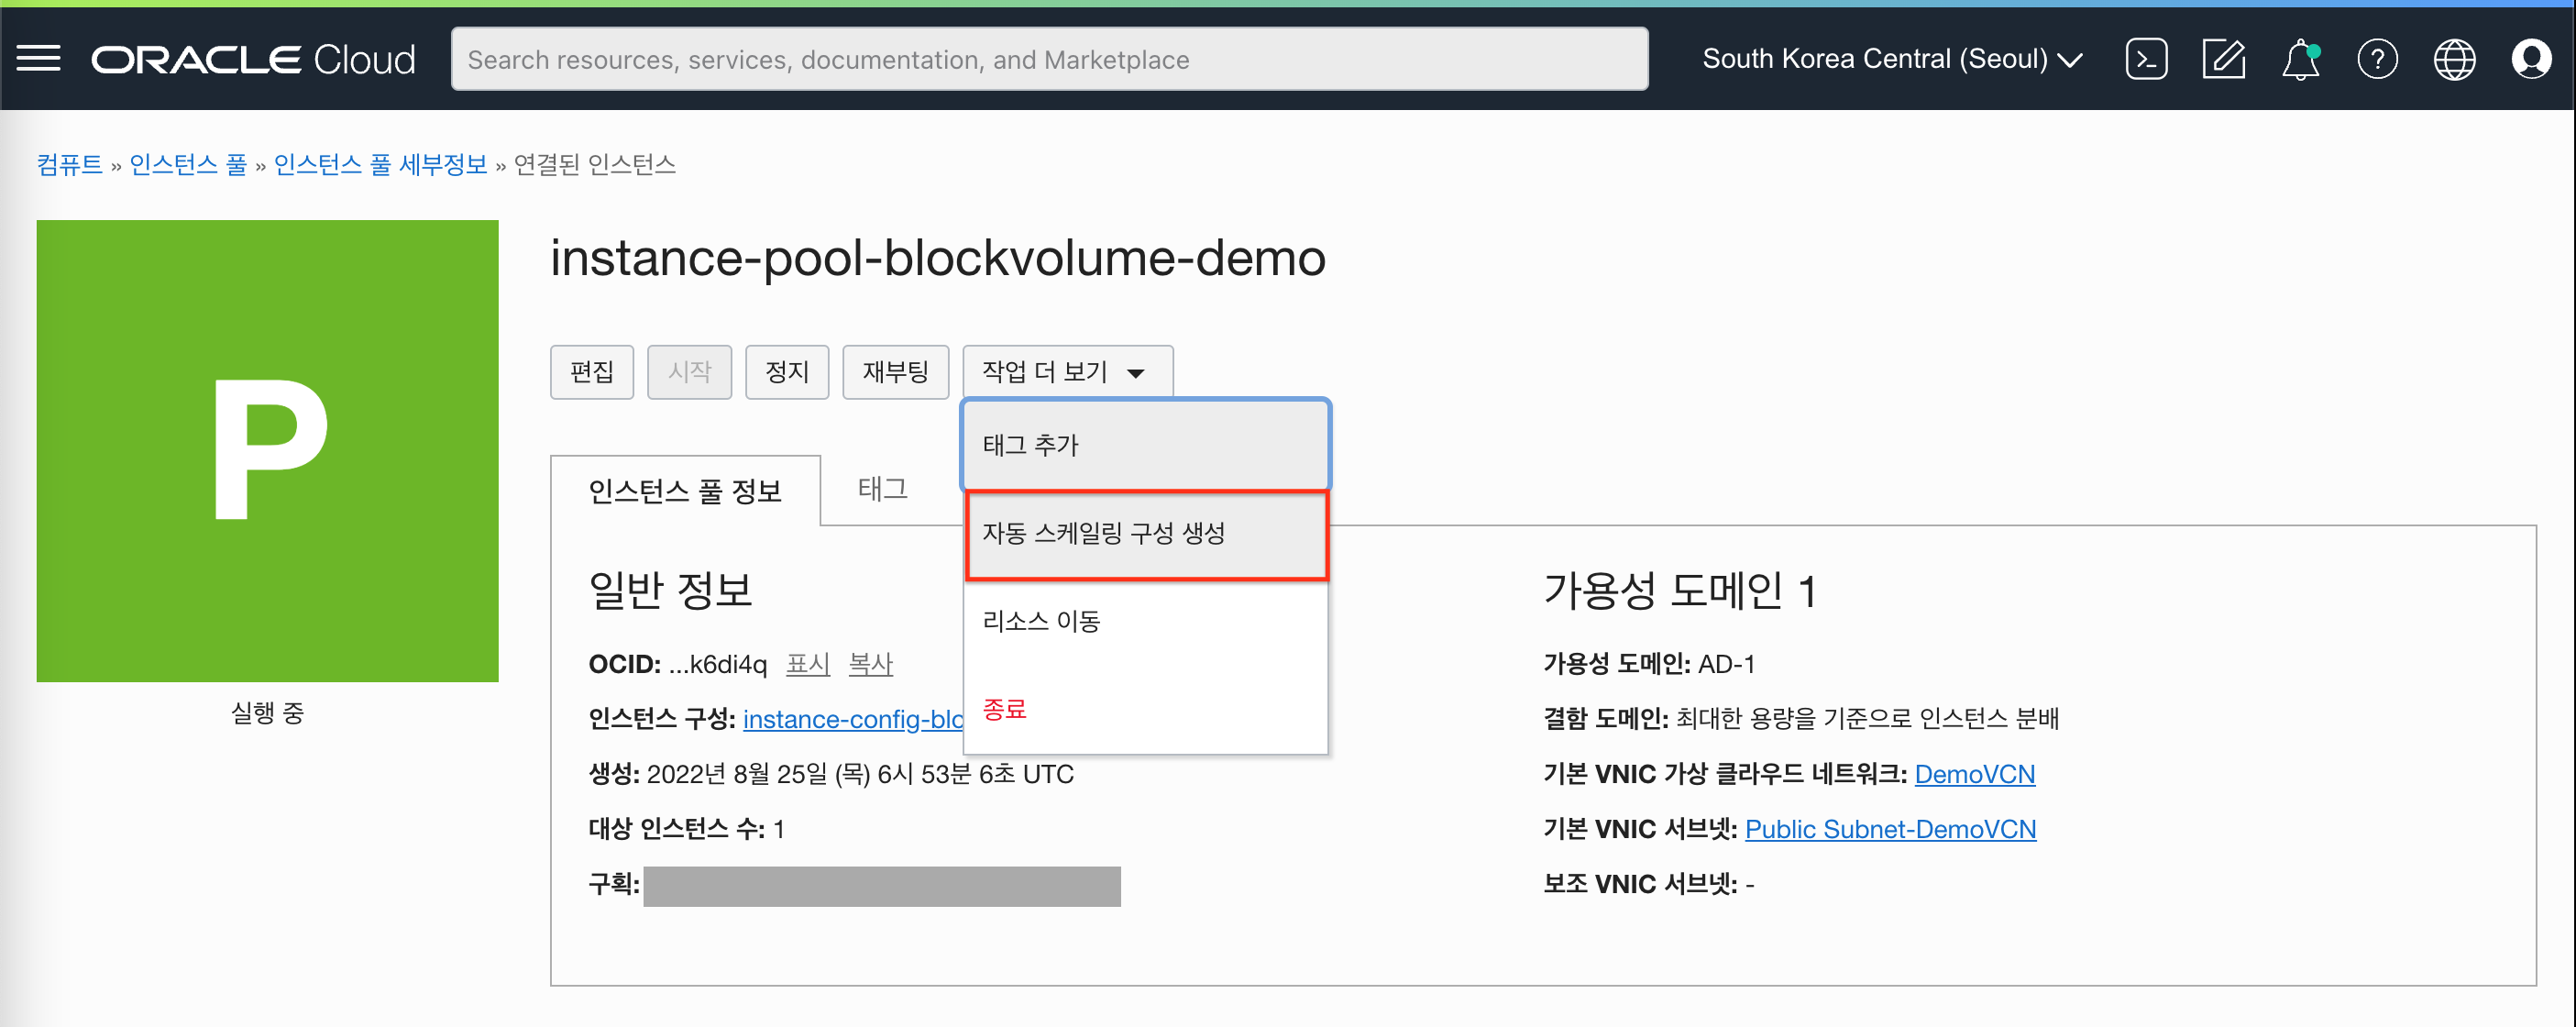 ORACLE Cloud
Search resources, services, documentation, and Marketplace
South Korea Central (Seoul)
컴퓨트 » 인스턴스 풀 » 인스턴스 풀 세부정보 » 연결된 인스턴스
P
실행 중
instance-pool-blockvolume-demo
편집 시작 정지 재부팅 작업 더 보기
태그 추가
자동 스케일링 구성 생성
리소스 이동
종료
인스턴스 풀 정보 태그
일반 정보
OCID: ...k6di4q 표시 복사
인스턴스 구성: instance-config-blo
생성: 2022년 8월 25일 (목) 6시 53분 6초 UTC
대상 인스턴스 수: 1
구획:
가용성 도메인 1
가용성 도메인: AD-1
결함 도메인: 최대한 용량을 기준으로 인스턴스 분배
기본 VNIC 가상 클라우드 네트워크: DemoVCN
기본 VNIC 서브넷: Public Subnet-DemoVCN
보조 VNIC 서브넷: -